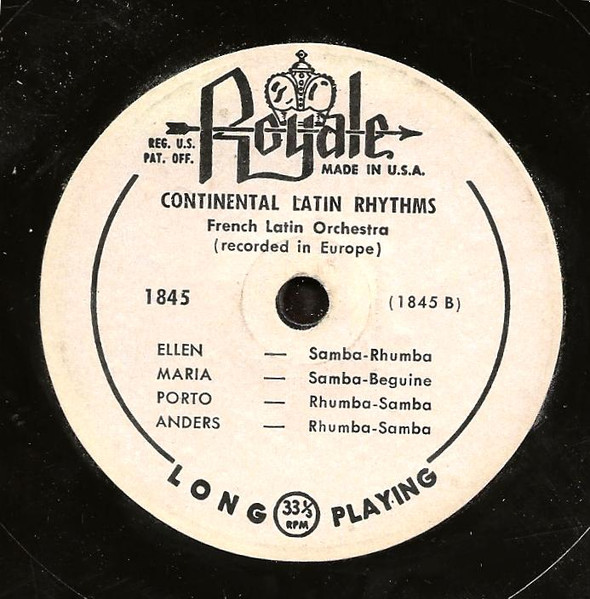 Royale
REG. U.S.
PAT. OFF.
MADE IN U.S.A.
CONTINENTAL LATIN RHYTHMS
French Latin Orchestra
(recorded in Europe)
1845 (1845 B)
ELLEN — Samba-Rhumba
MARIA — Samba-Beguine
PORTO — Rhumba-Samba
ANDERS — Rhumba-Samba
LONG 33⅓ RPM PLAYING